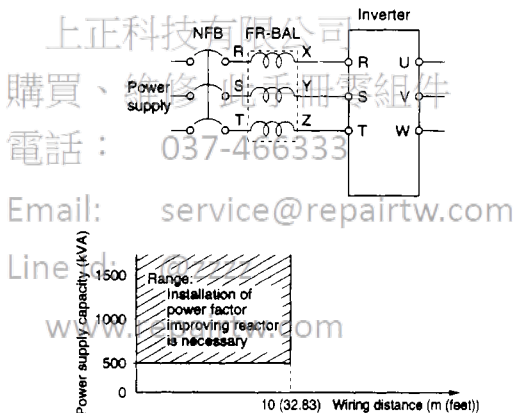 Inverter
上正科技有限公司
NFB FR-BAL
R X R U
購買、維修 此手冊零組件
Power supply
S Y S V
電話： 037-466333
T Z T W
Email: service@repairtw.com
Line id: @zzzz
Power supply capacity (kVA)
1500
1000
500
0
Range:
Installation of
power factor
improving reactor
is necessary
www.repairtw.com
10 (32.83) Wiring distance (m (feet))